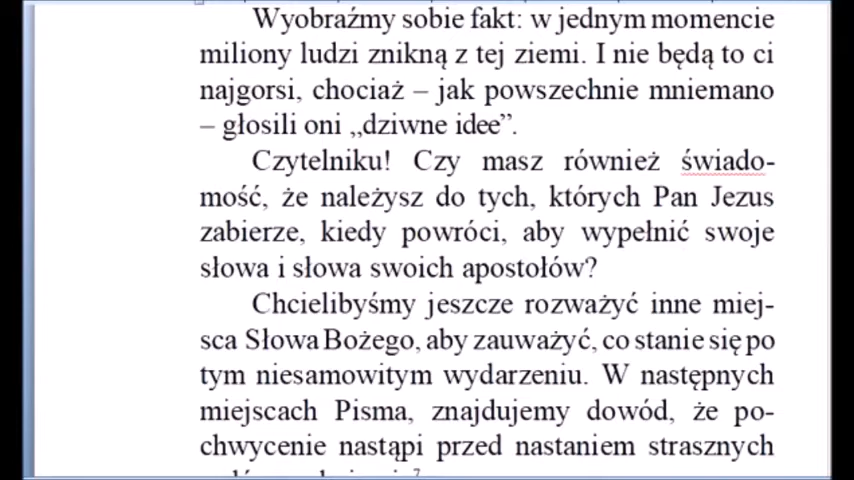 Wyobraźmy sobie fakt: w jednym momencie
miliony ludzi znikną z tej ziemi. I nie będą to ci
najgorsi, chociaż – jak powszechnie mniemano
– głosili oni „dziwne idee”.
Czytelniku! Czy masz również świado-
mość, że należysz do tych, których Pan Jezus
zabierze, kiedy powróci, aby wypełnić swoje
słowa i słowa swoich apostołów?
Chcielibyśmy jeszcze rozważyć inne miej-
sca Słowa Bożego, aby zauważyć, co stanie się po
tym niesamowitym wydarzeniu. W następnych
miejscach Pisma, znajdujemy dowód, że po-
chwycenie nastąpi przed nastaniem strasznych